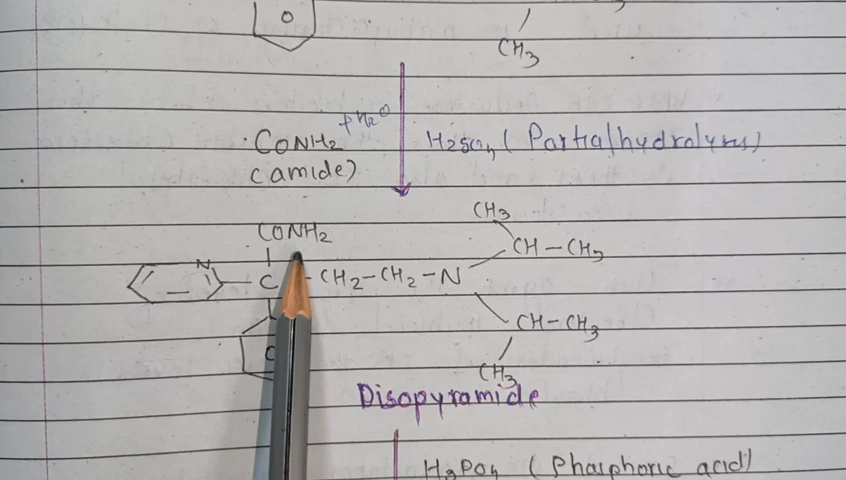 CH3
+H2O
CONH2
H2SO4 (Partial hydrolysis)
(amide)
CH3
CONH2
CH-CH3
N
C-CH2-CH2-N
CH-CH3
CH3
Disopyramide
H3PO4 (Phosphoric acid)